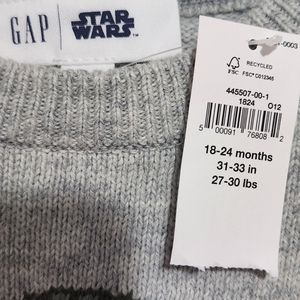 GAP
STAR
WARS
-0003
FSC
RECYCLED
FSC® C012345
445507-00-1
1824 O12
5 00091 76808 2
18-24 months
31-33 in
27-30 lbs